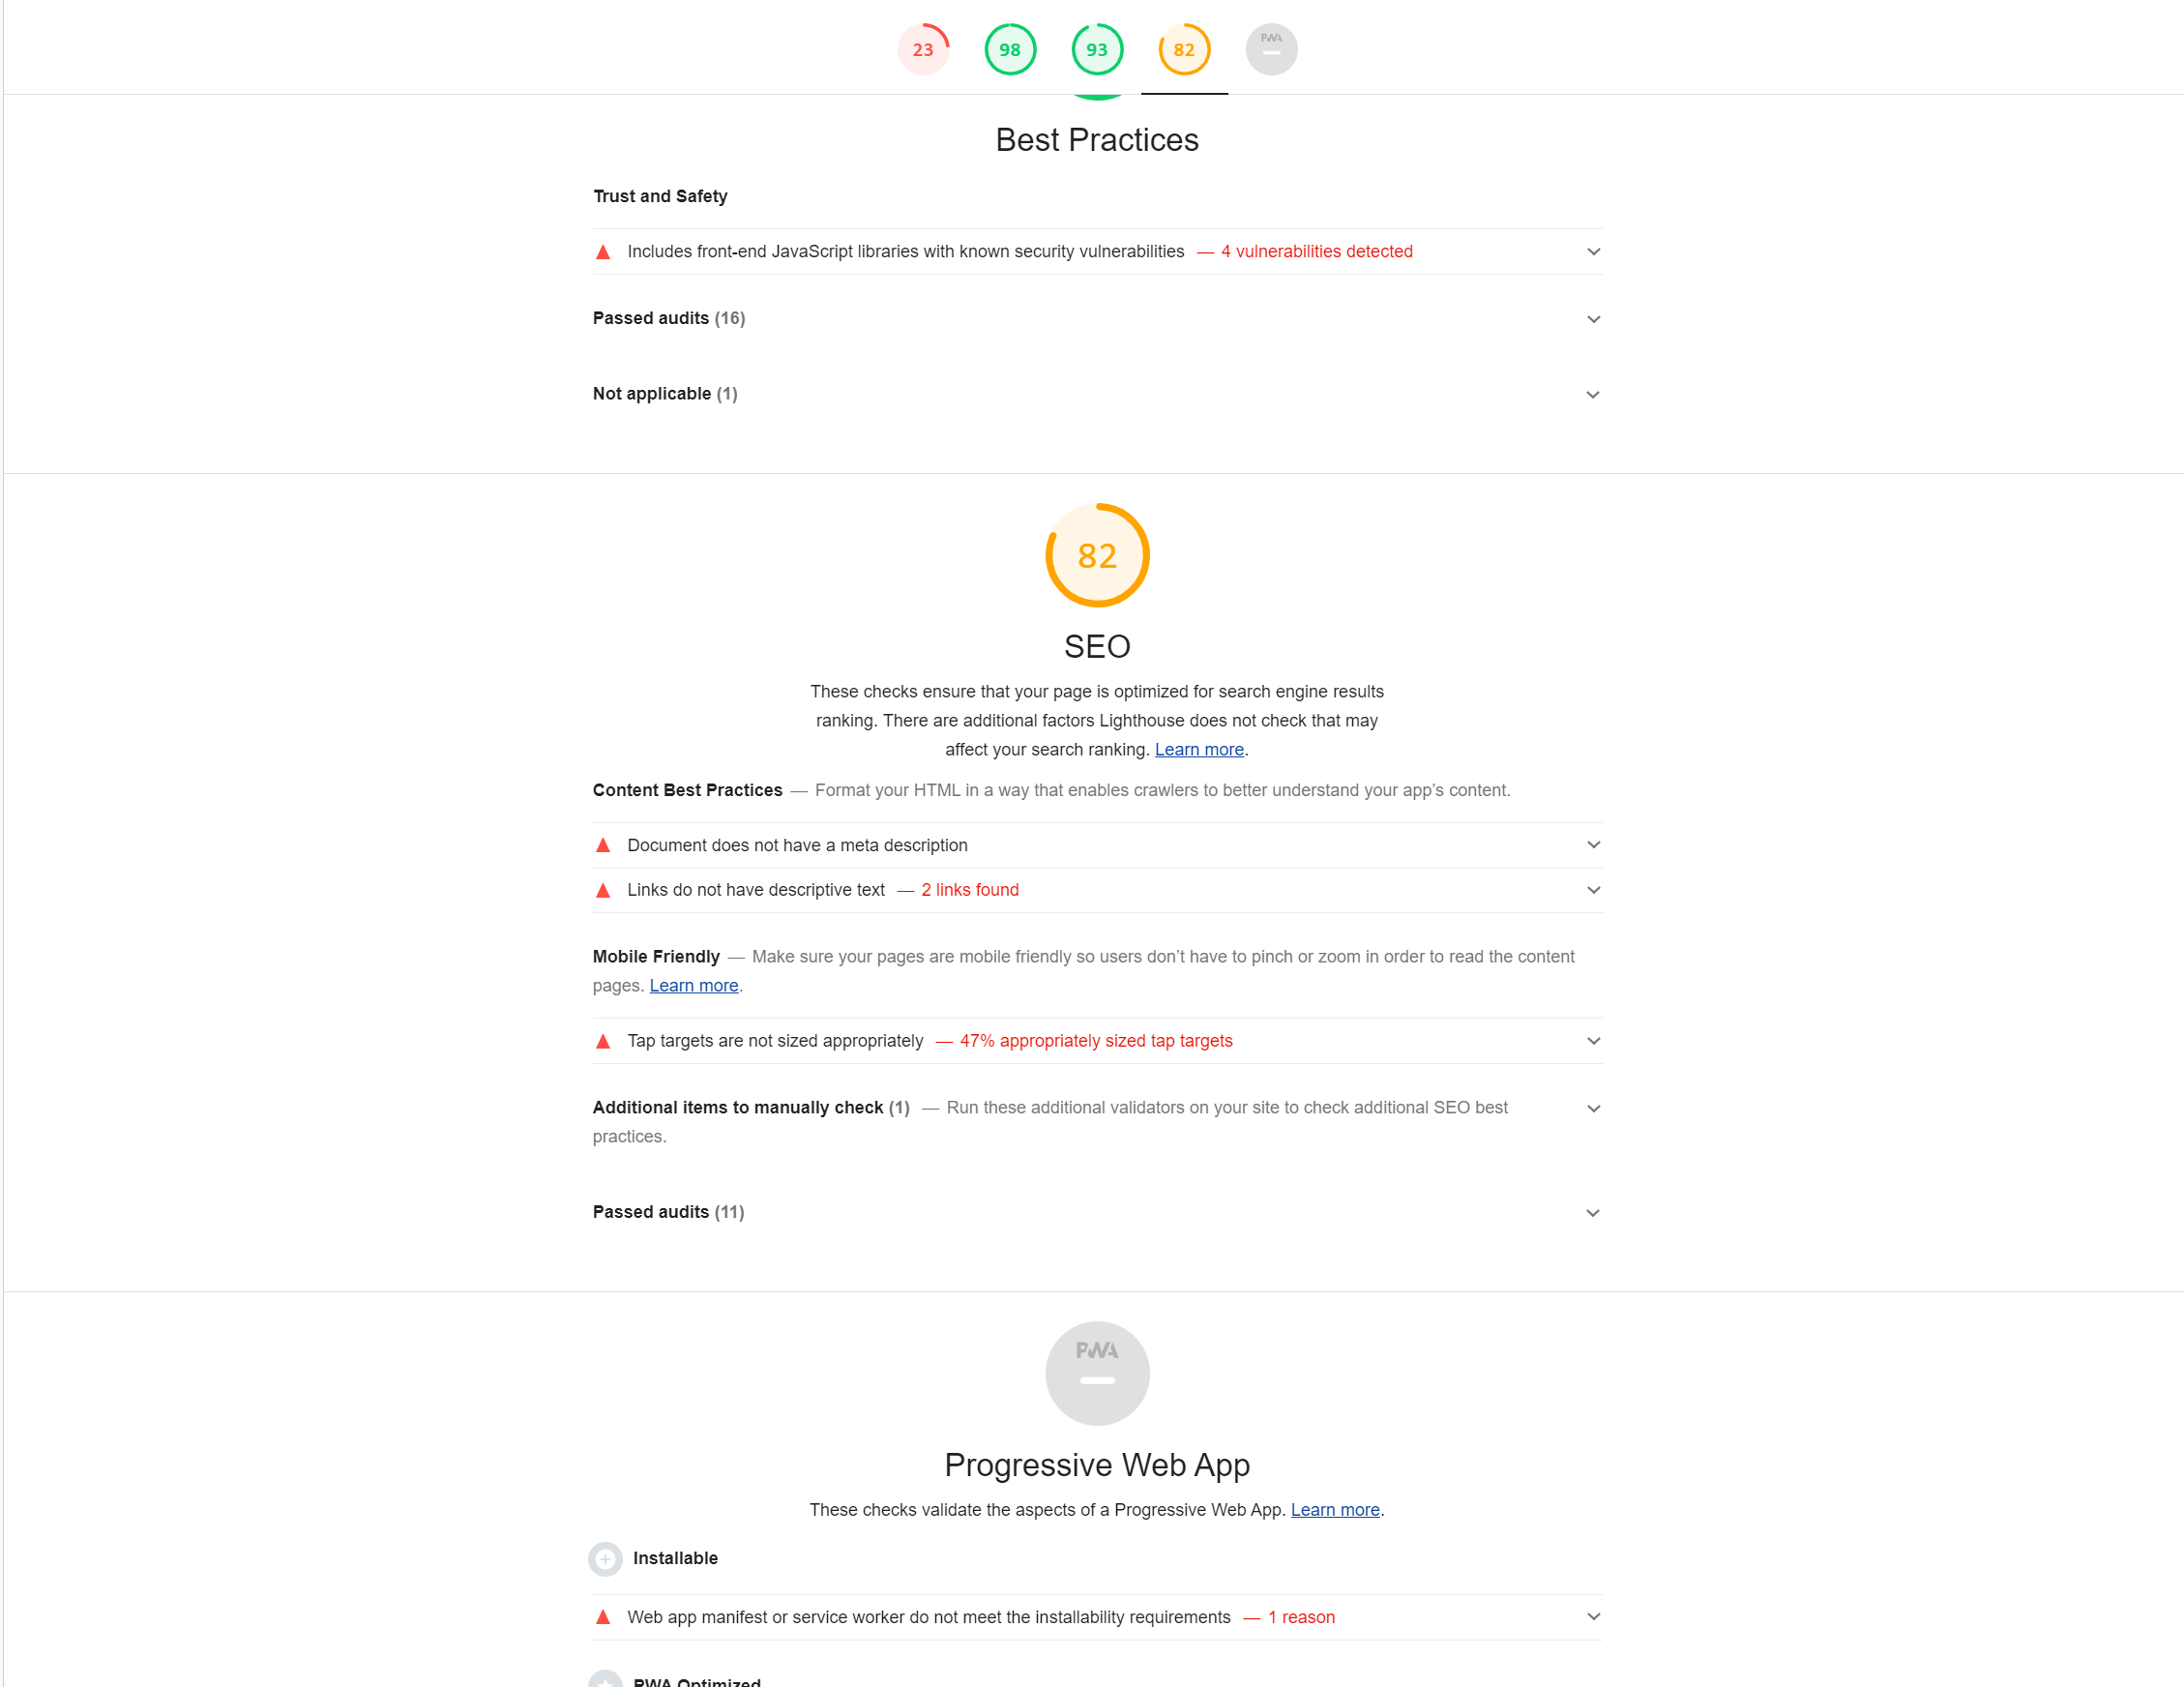 23 98 93 82 PWA
Best Practices
Trust and Safety
Includes front-end JavaScript libraries with known security vulnerabilities — 4 vulnerabilities detected
Passed audits (16)
Not applicable (1)
82
SEO
These checks ensure that your page is optimized for search engine results
ranking. There are additional factors Lighthouse does not check that may
affect your search ranking. Learn more.
Content Best Practices — Format your HTML in a way that enables crawlers to better understand your app’s content.
Document does not have a meta description
Links do not have descriptive text — 2 links found
Mobile Friendly — Make sure your pages are mobile friendly so users don’t have to pinch or zoom in order to read the content
pages. Learn more.
Tap targets are not sized appropriately — 47% appropriately sized tap targets
Additional items to manually check (1) — Run these additional validators on your site to check additional SEO best
practices.
Passed audits (11)
PWA
Progressive Web App
These checks validate the aspects of a Progressive Web App. Learn more.
Installable
Web app manifest or service worker do not meet the installability requirements — 1 reason
PWA Optimized